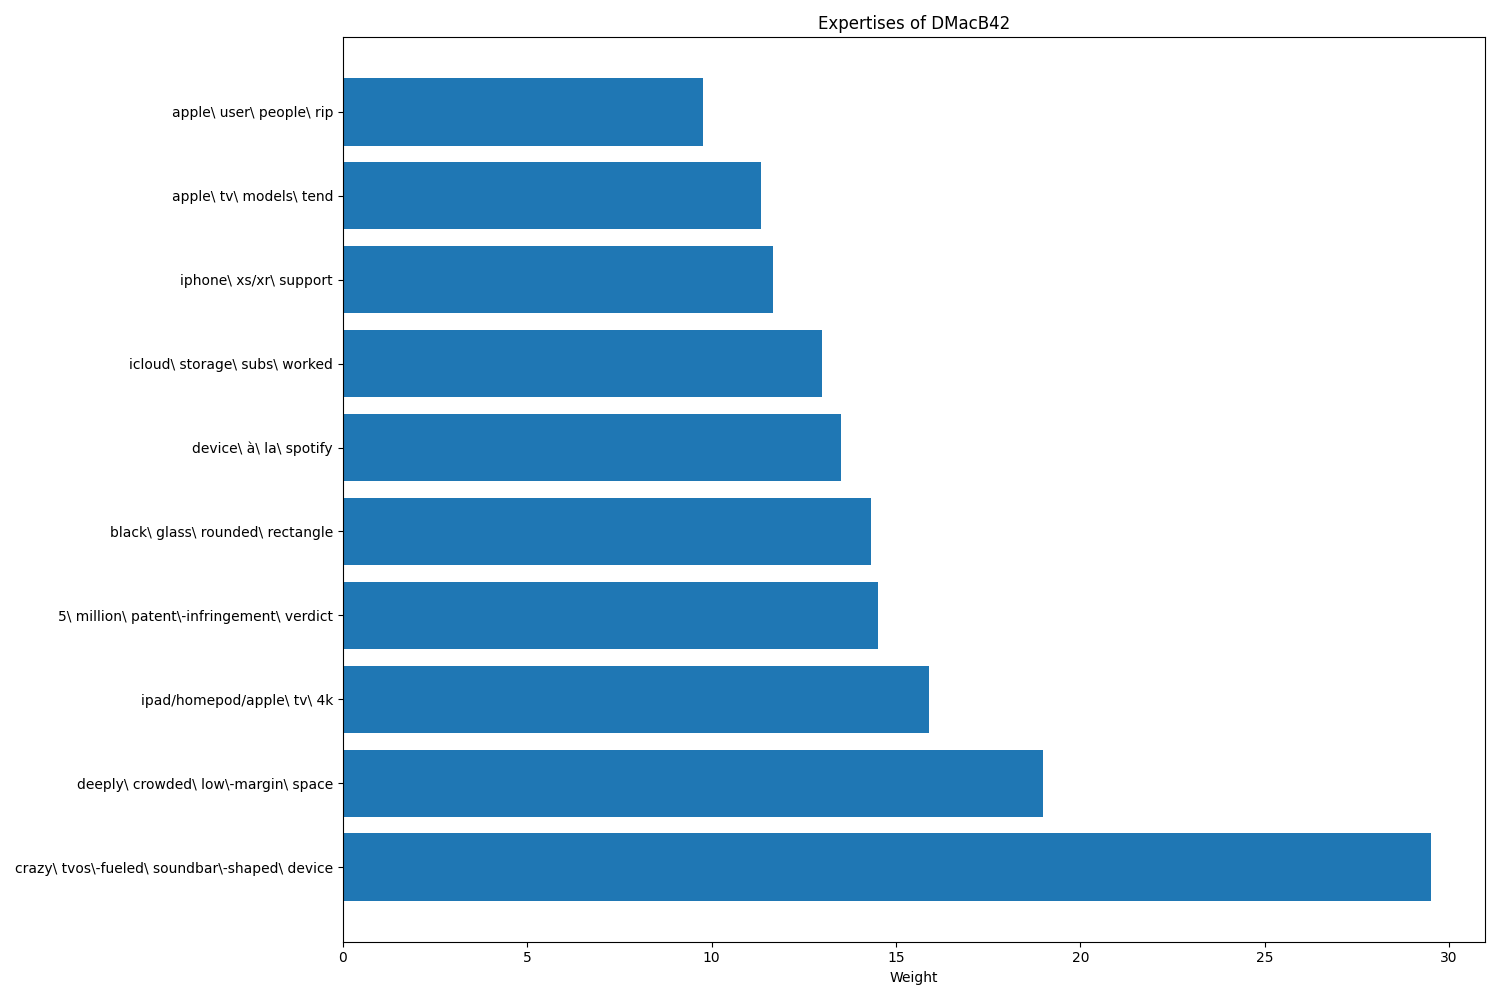 Expertises of DMacB42
apple\ user\ people\ rip
apple\ tv\ models\ tend
iphone\ xs/xr\ support
icloud\ storage\ subs\ worked
device\ à\ la\ spotify
black\ glass\ rounded\ rectangle
5\ million\ patent\-infringement\ verdict
ipad/homepod/apple\ tv\ 4k
deeply\ crowded\ low\-margin\ space
crazy\ tvos\-fueled\ soundbar\-shaped\ device
0 5 10 15 20 25 30
Weight